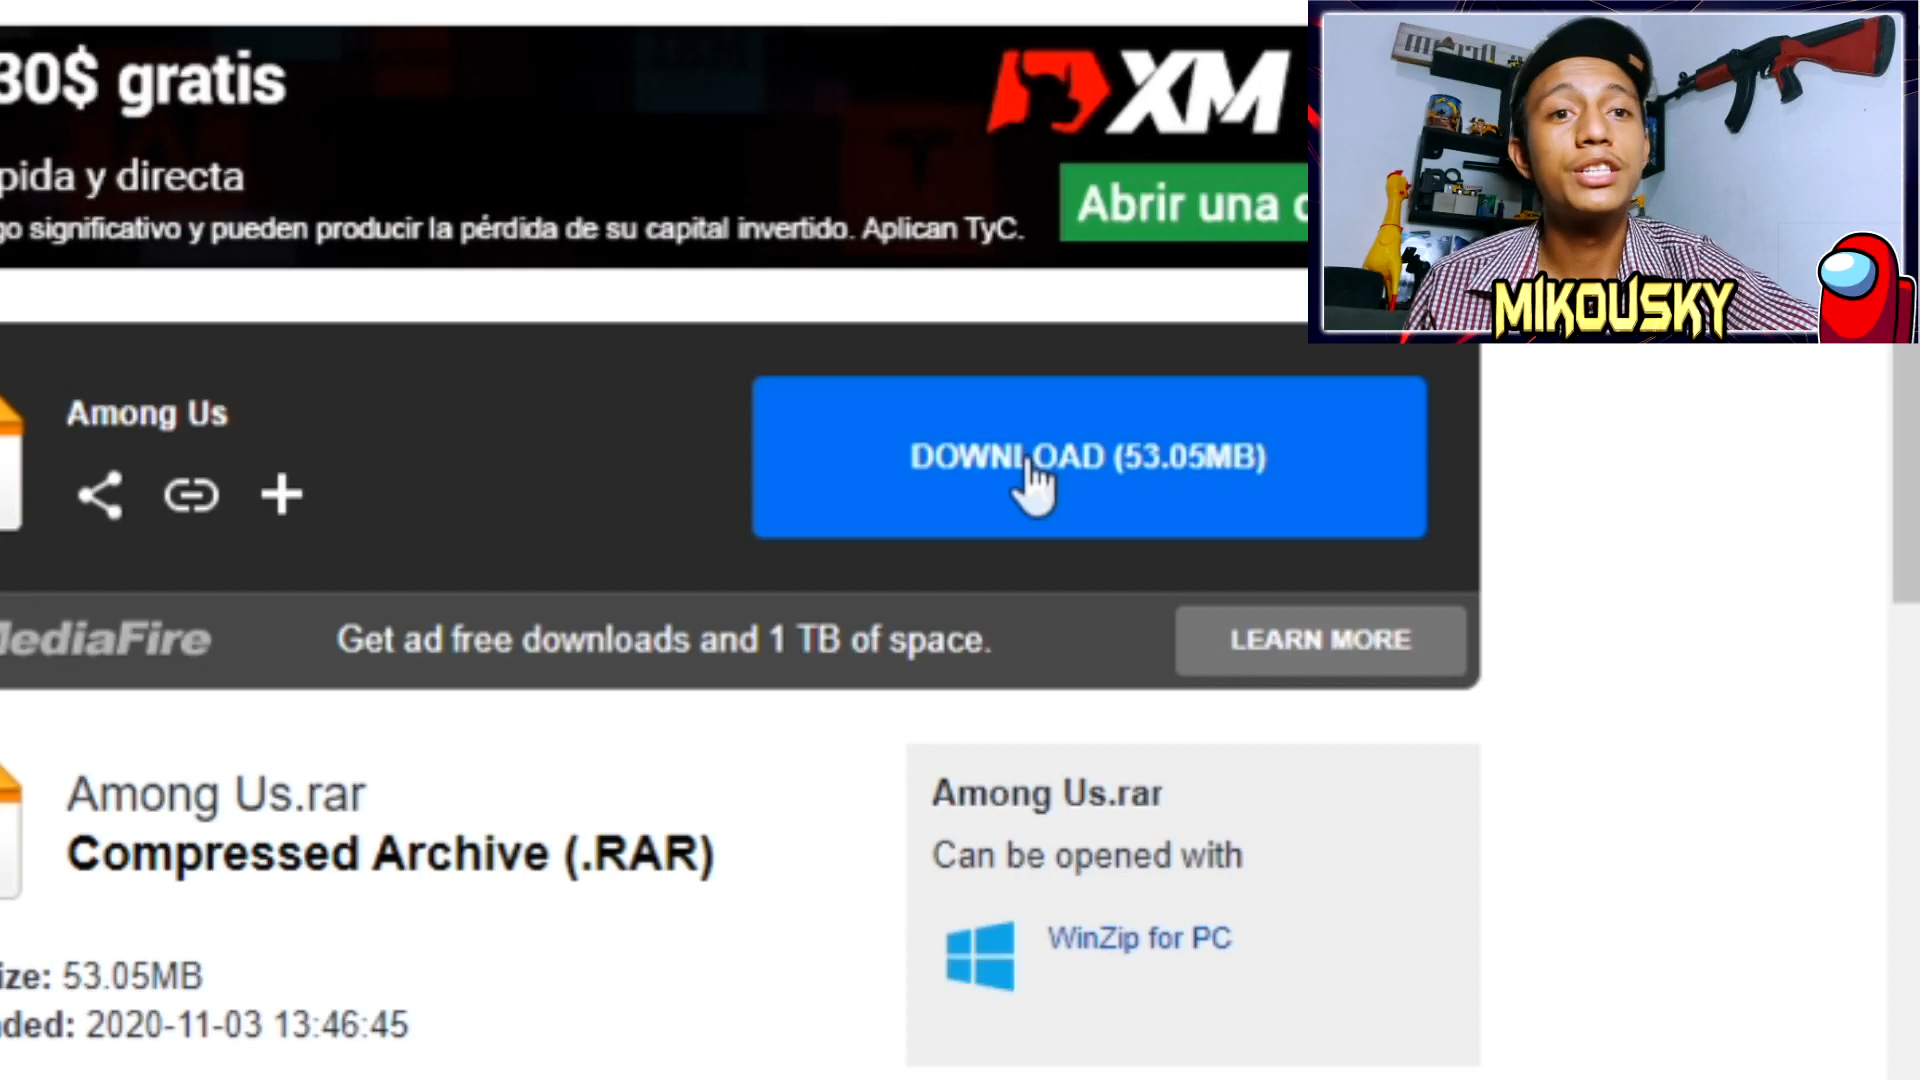 30$ gratis
XM
pida y directa
go significativo y pueden producir la pérdida de su capital invertido. Aplican TyC.
Abrir una c
MIKOUSKY
Among Us
DOWNLOAD (53.05MB)
MediaFire
Get ad free downloads and 1 TB of space.
LEARN MORE
Among Us.rar
Compressed Archive (.RAR)
ize: 53.05MB
ded: 2020-11-03 13:46:45
Among Us.rar
Can be opened with
WinZip for PC